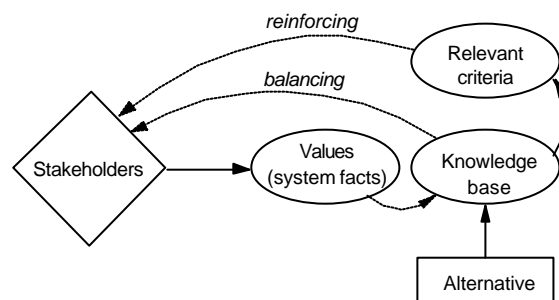 reinforcing
Relevant
criteria
balancing
Stakeholders
Values
(system facts)
Knowledge
base
Alternative